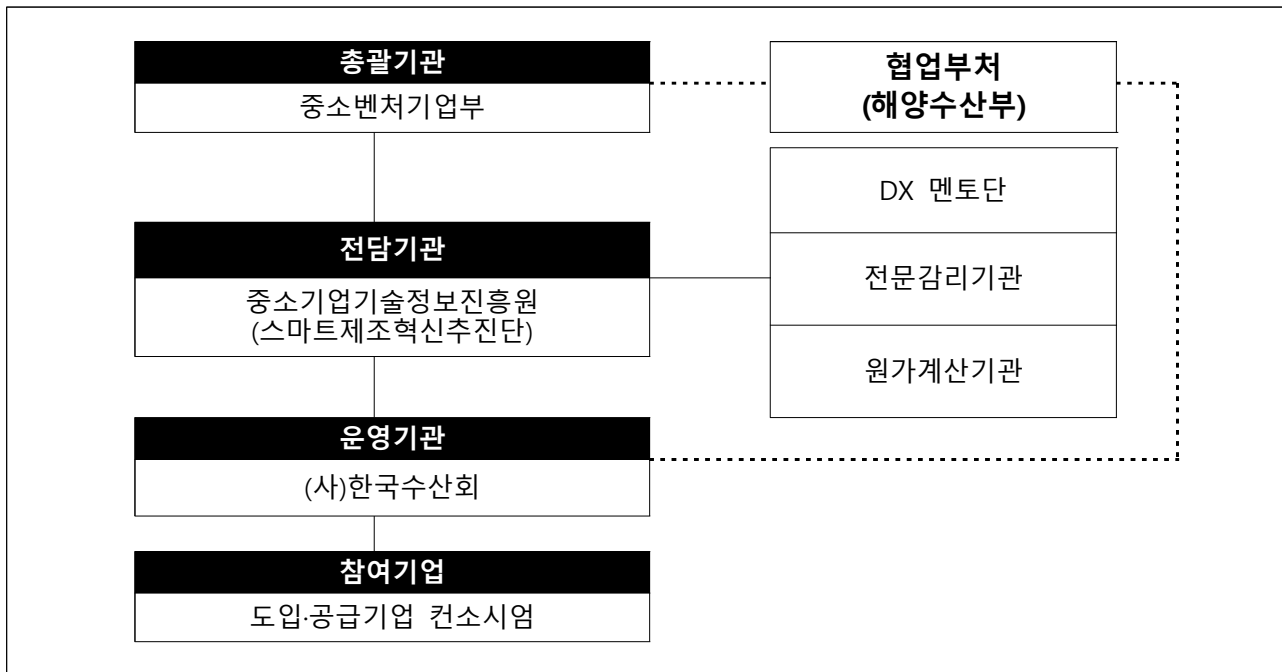 총괄기관
중소벤처기업부
협업부처
(해양수산부)
DX 멘토단
전담기관
중소기업기술정보진흥원
(스마트제조혁신추진단)
전문감리기관
원가계산기관
운영기관
(사)한국수산회
참여기업
도입·공급기업 컨소시엄